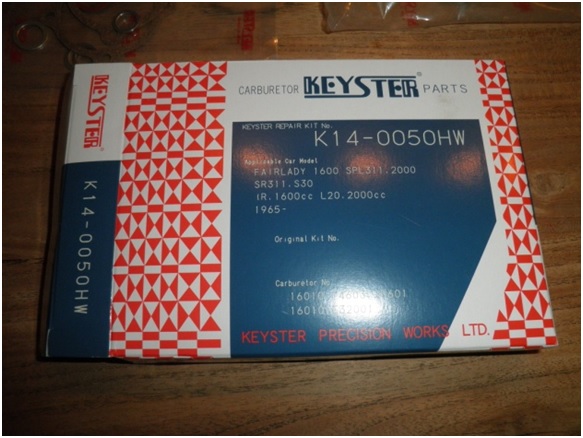 CARBURETOR KEYSTER® PARTS
KEYSTER REPAIR KIT No.
K14-0050HW
Applicable Car Model
FAIRLADY 1600 SPL311.2000
SR311.S30
(R.1600cc L20.2000cc
1965-
Original Kit No.
Carburetor No.
KEYSTER PRECISION WORKS LTD.
KEYSTER
K14-0050HW